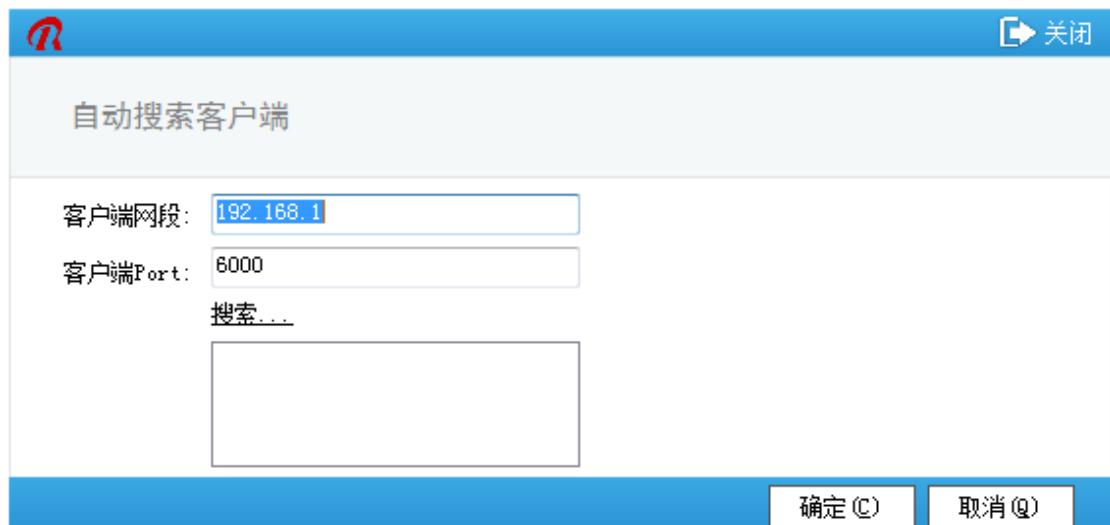 关闭
自动搜索客户端
客户端网段: 192.168.1
客户端Port: 6000
搜索...
确定(C) 取消(Q)